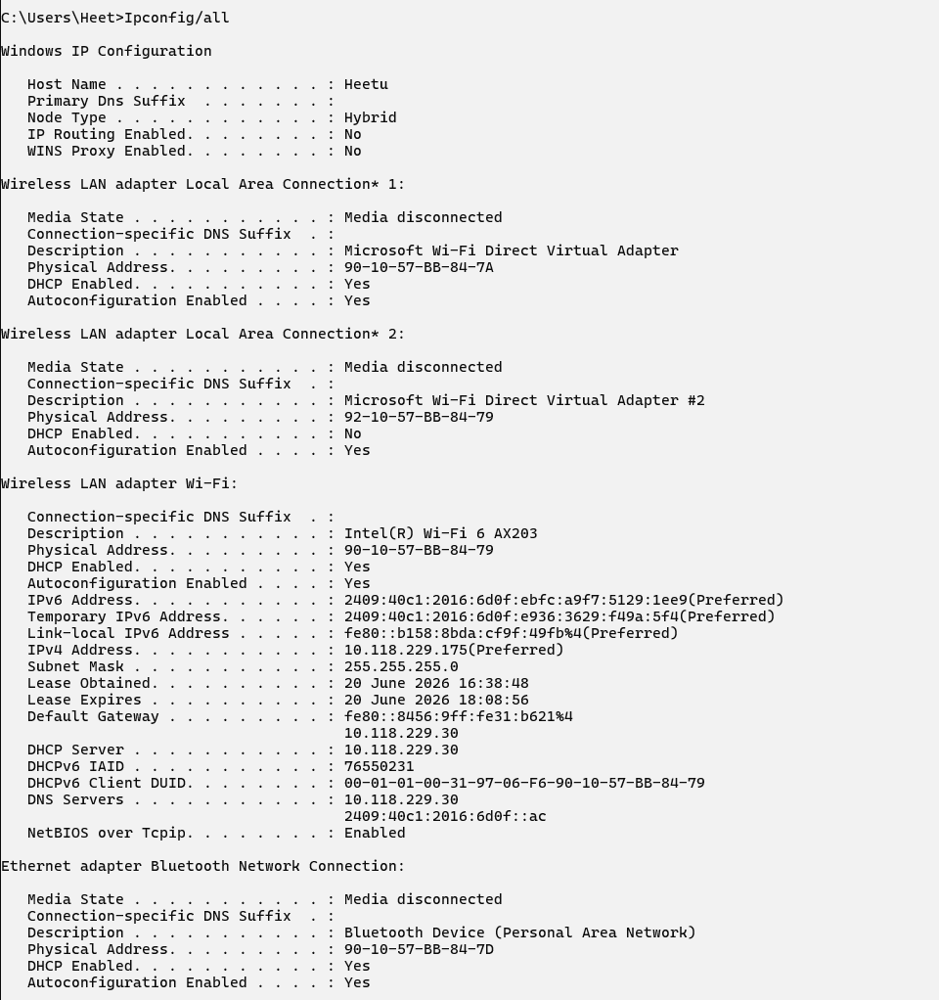 C:\Users\Heet>Ipconfig/all
Windows IP Configuration
Host Name . . . . . . . . . . . . : Heetu
Primary Dns Suffix  . . . . . . . :
Node Type . . . . . . . . . . . . : Hybrid
IP Routing Enabled. . . . . . . . : No
WINS Proxy Enabled. . . . . . . . : No
Wireless LAN adapter Local Area Connection* 1:
Media State . . . . . . . . . . . : Media disconnected
Connection-specific DNS Suffix  . :
Description . . . . . . . . . . . : Microsoft Wi-Fi Direct Virtual Adapter
Physical Address. . . . . . . . . : 90-10-57-BB-84-7A
DHCP Enabled. . . . . . . . . . . : Yes
Autoconfiguration Enabled . . . . : Yes
Wireless LAN adapter Local Area Connection* 2:
Media State . . . . . . . . . . . : Media disconnected
Connection-specific DNS Suffix  . :
Description . . . . . . . . . . . : Microsoft Wi-Fi Direct Virtual Adapter #2
Physical Address. . . . . . . . . : 92-10-57-BB-84-79
DHCP Enabled. . . . . . . . . . . : No
Autoconfiguration Enabled . . . . : Yes
Wireless LAN adapter Wi-Fi:
Connection-specific DNS Suffix  . :
Description . . . . . . . . . . . : Intel(R) Wi-Fi 6 AX203
Physical Address. . . . . . . . . : 90-10-57-BB-84-79
DHCP Enabled. . . . . . . . . . . : Yes
Autoconfiguration Enabled . . . . : Yes
IPv6 Address. . . . . . . . . . . : 2409:40c1:2016:6d0f:ebfc:a9f7:5129:1ee9(Preferred)
Temporary IPv6 Address. . . . . . : 2409:40c1:2016:6d0f:e936:3629:f49a:5f4(Preferred)
Link-local IPv6 Address . . . . . : fe80::b158:8bda:cf9f:49fb%4(Preferred)
IPv4 Address. . . . . . . . . . . : 10.118.229.175(Preferred)
Subnet Mask . . . . . . . . . . . : 255.255.255.0
Lease Obtained. . . . . . . . . . : 20 June 2026 16:38:48
Lease Expires . . . . . . . . . . : 20 June 2026 18:08:56
Default Gateway . . . . . . . . . : fe80::8456:9ff:fe31:b621%4
10.118.229.30
DHCP Server . . . . . . . . . . . : 10.118.229.30
DHCPv6 IAID . . . . . . . . . . . : 76550231
DHCPv6 Client DUID. . . . . . . . : 00-01-01-00-31-97-06-F6-90-10-57-BB-84-79
DNS Servers . . . . . . . . . . . : 10.118.229.30
2409:40c1:2016:6d0f::ac
NetBIOS over Tcpip. . . . . . . . : Enabled
Ethernet adapter Bluetooth Network Connection:
Media State . . . . . . . . . . . : Media disconnected
Connection-specific DNS Suffix  . :
Description . . . . . . . . . . . : Bluetooth Device (Personal Area Network)
Physical Address. . . . . . . . . : 90-10-57-BB-84-7D
DHCP Enabled. . . . . . . . . . . : Yes
Autoconfiguration Enabled . . . . : Yes